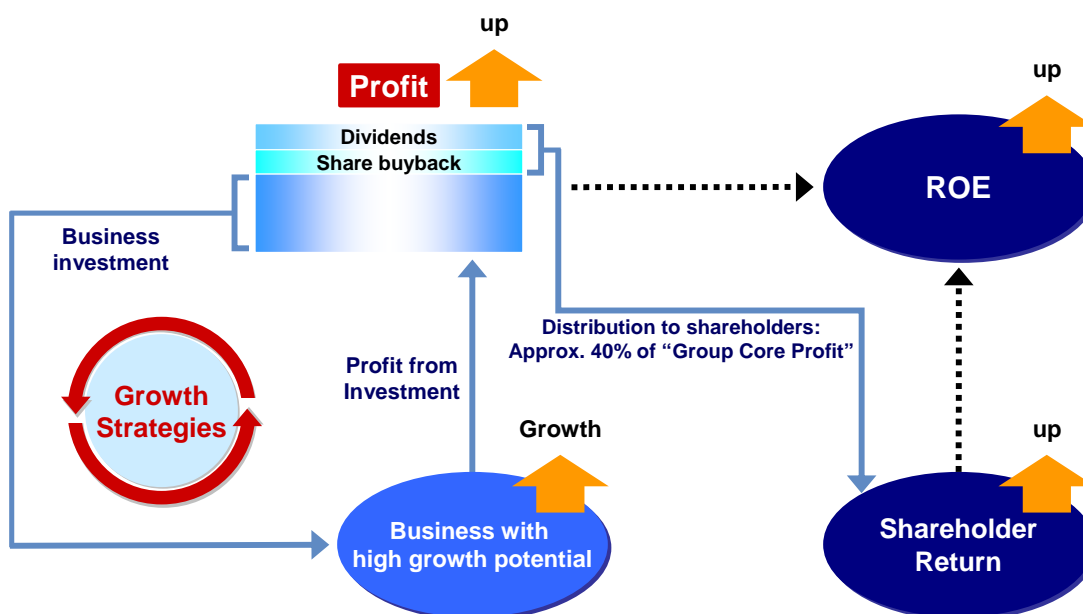 up
Profit
up
Dividends
Share buyback
ROE
Business
investment
Distribution to shareholders:
Approx. 40% of “Group Core Profit”
Profit from
Investment
Growth
Strategies
Growth
up
Business with
high growth potential
Shareholder
Return